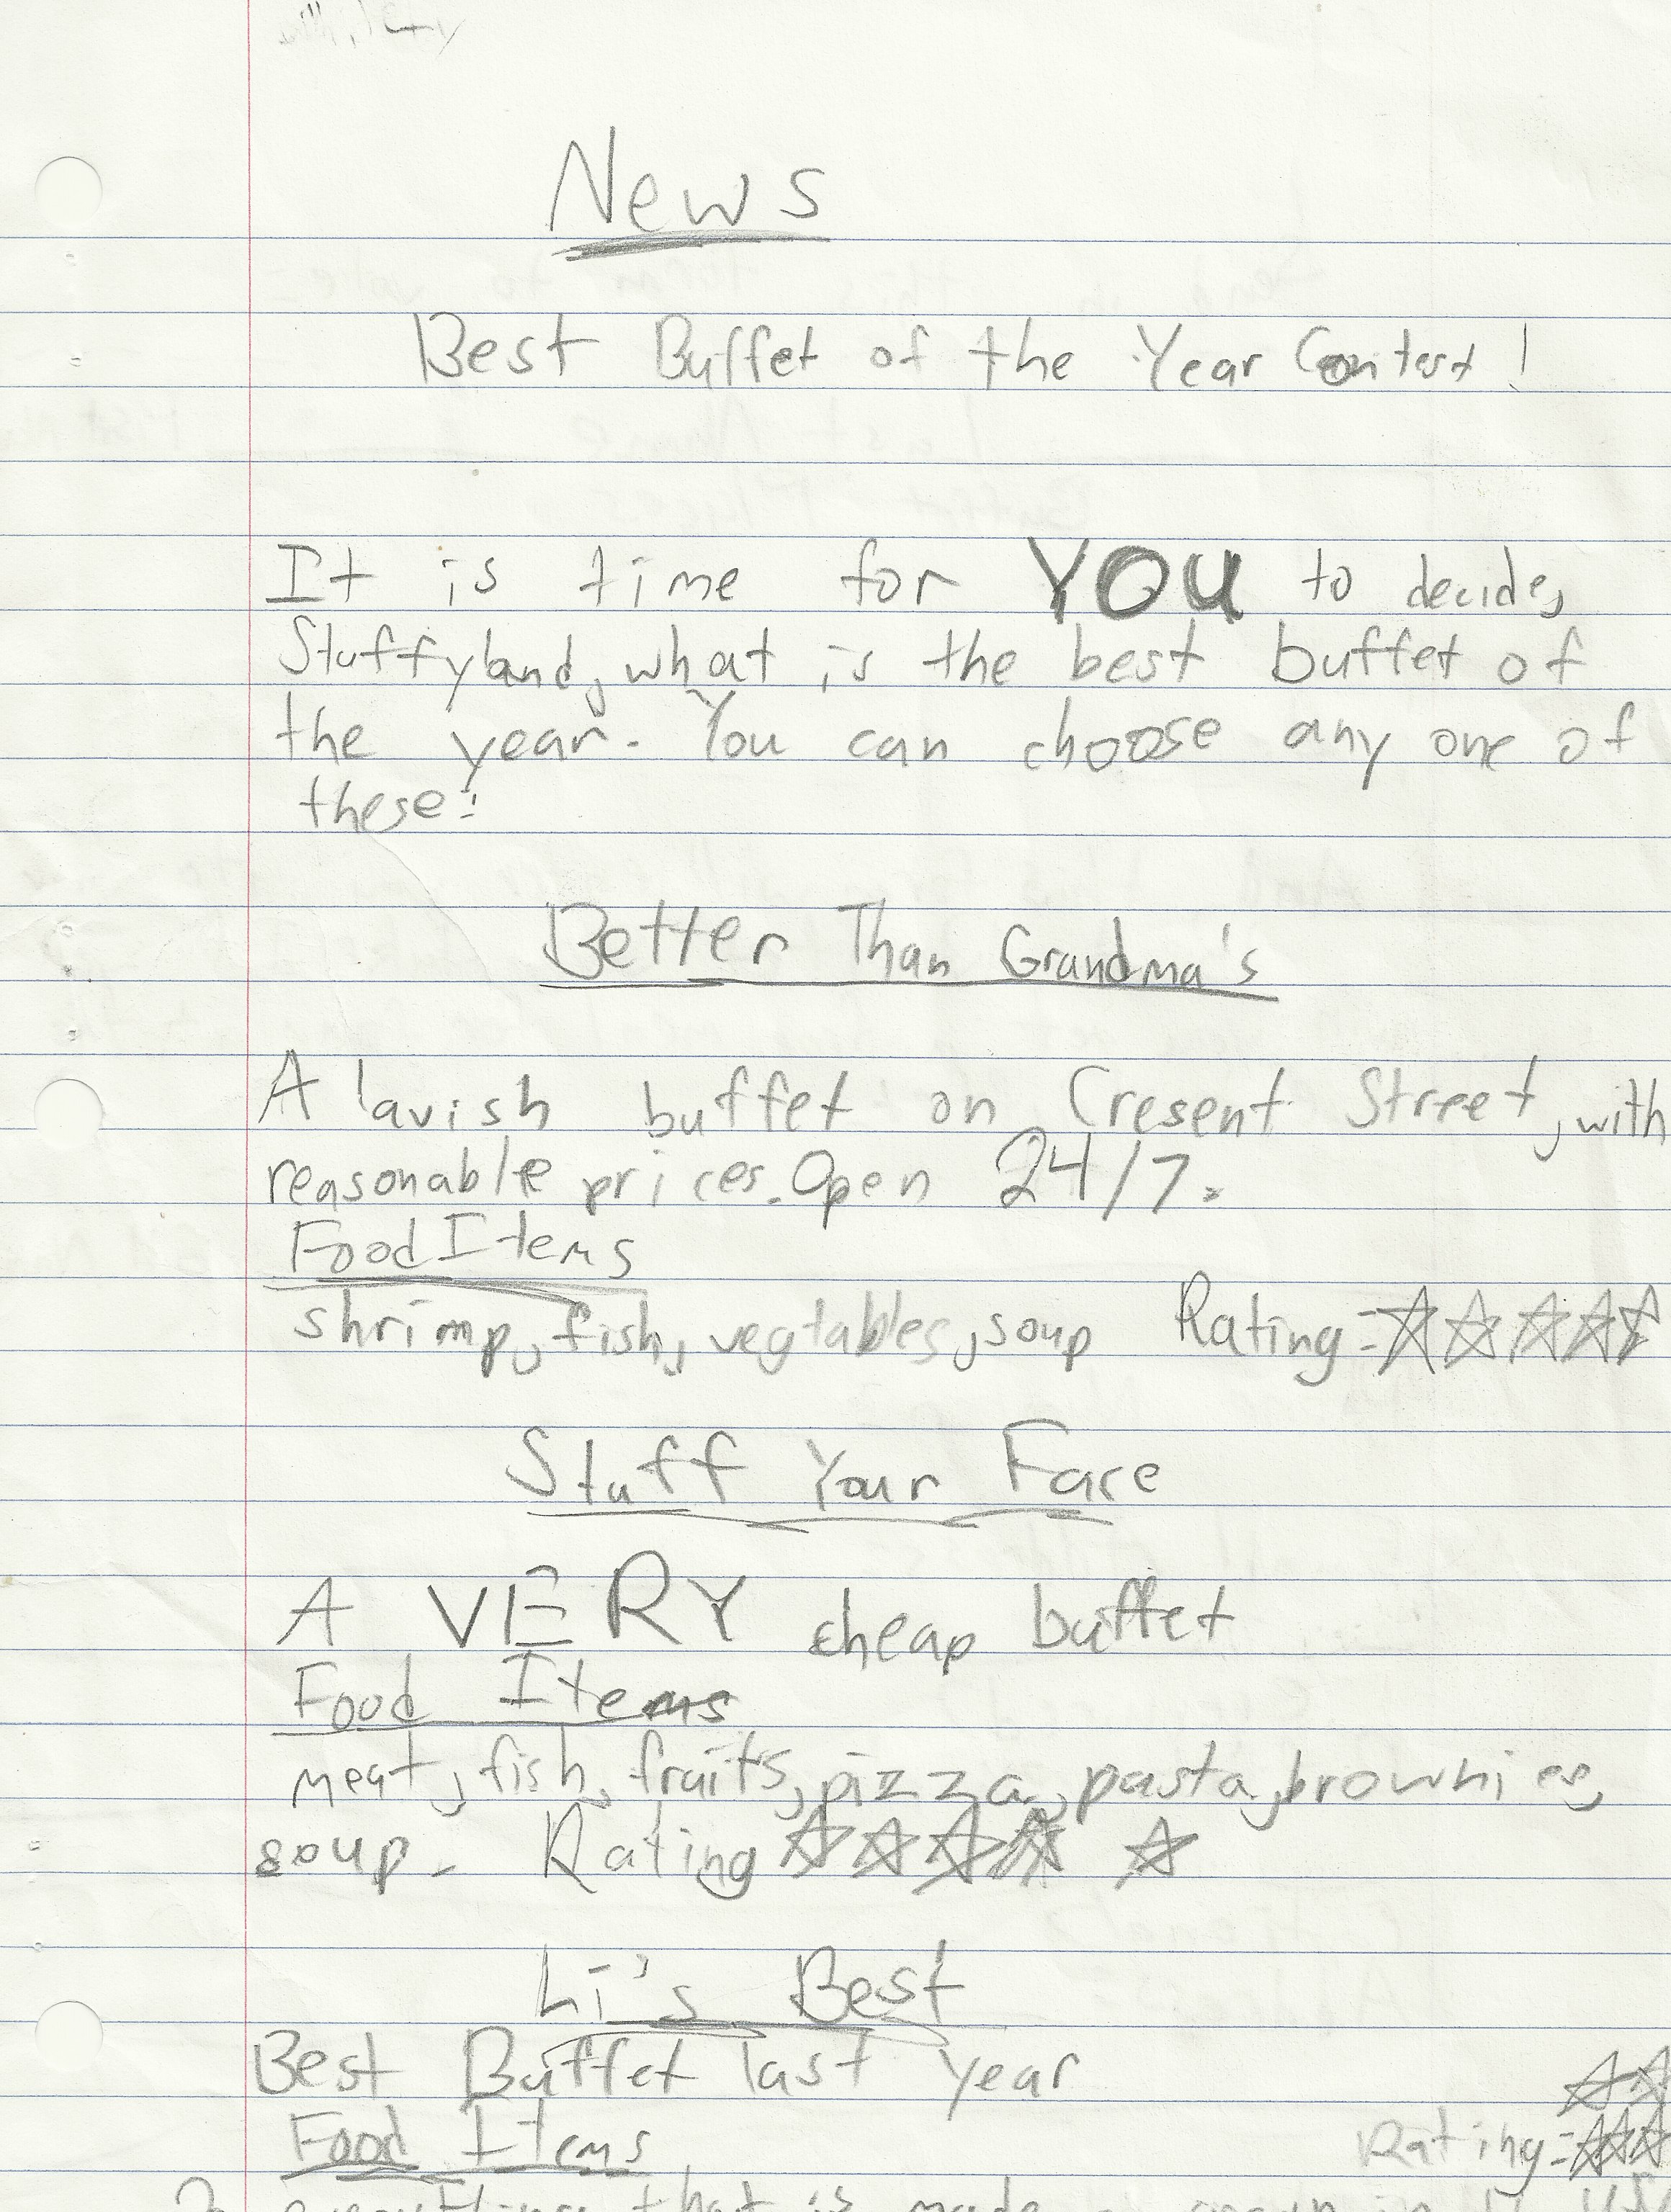 News
Best Buffet of the Year Contest!
It is time for YOU to decide,
Stuffyland, what is the best buffet of
the year. You can choose any one of
these:
Better Than Grandma's
A lavish buffet on Cresent Street, with
reasonable prices. Open 24/7.
Food Items
shrimp, fish, vegtables, soup Rating=☆☆☆☆☆
Stuff Your Face
A VERY cheap buffet
Food Items
meat, fish, fruits, pizza, pasta, brownies,
soup. Rating ☆☆☆☆ ☆
Li's Best
Best Buffet last year
☆☆
Food Items Rating=☆☆
everything that is made